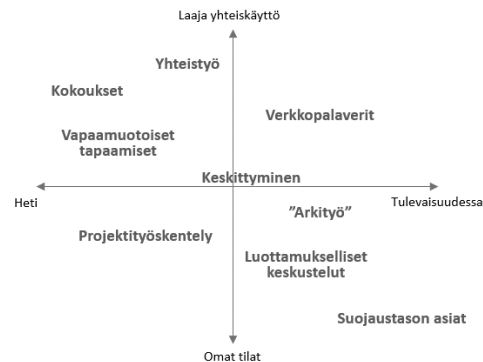 Laaja yhteiskäyttö
Yhteistyö
Kokoukset
Verkkopalaverit
Vapaamuotoiset
tapaamiset
Keskittyminen
Heti
Tulevaisuudessa
”Arkityö”
Projektityöskentely
Luottamukselliset
keskustelut
Suojaustason asiat
Omat tilat